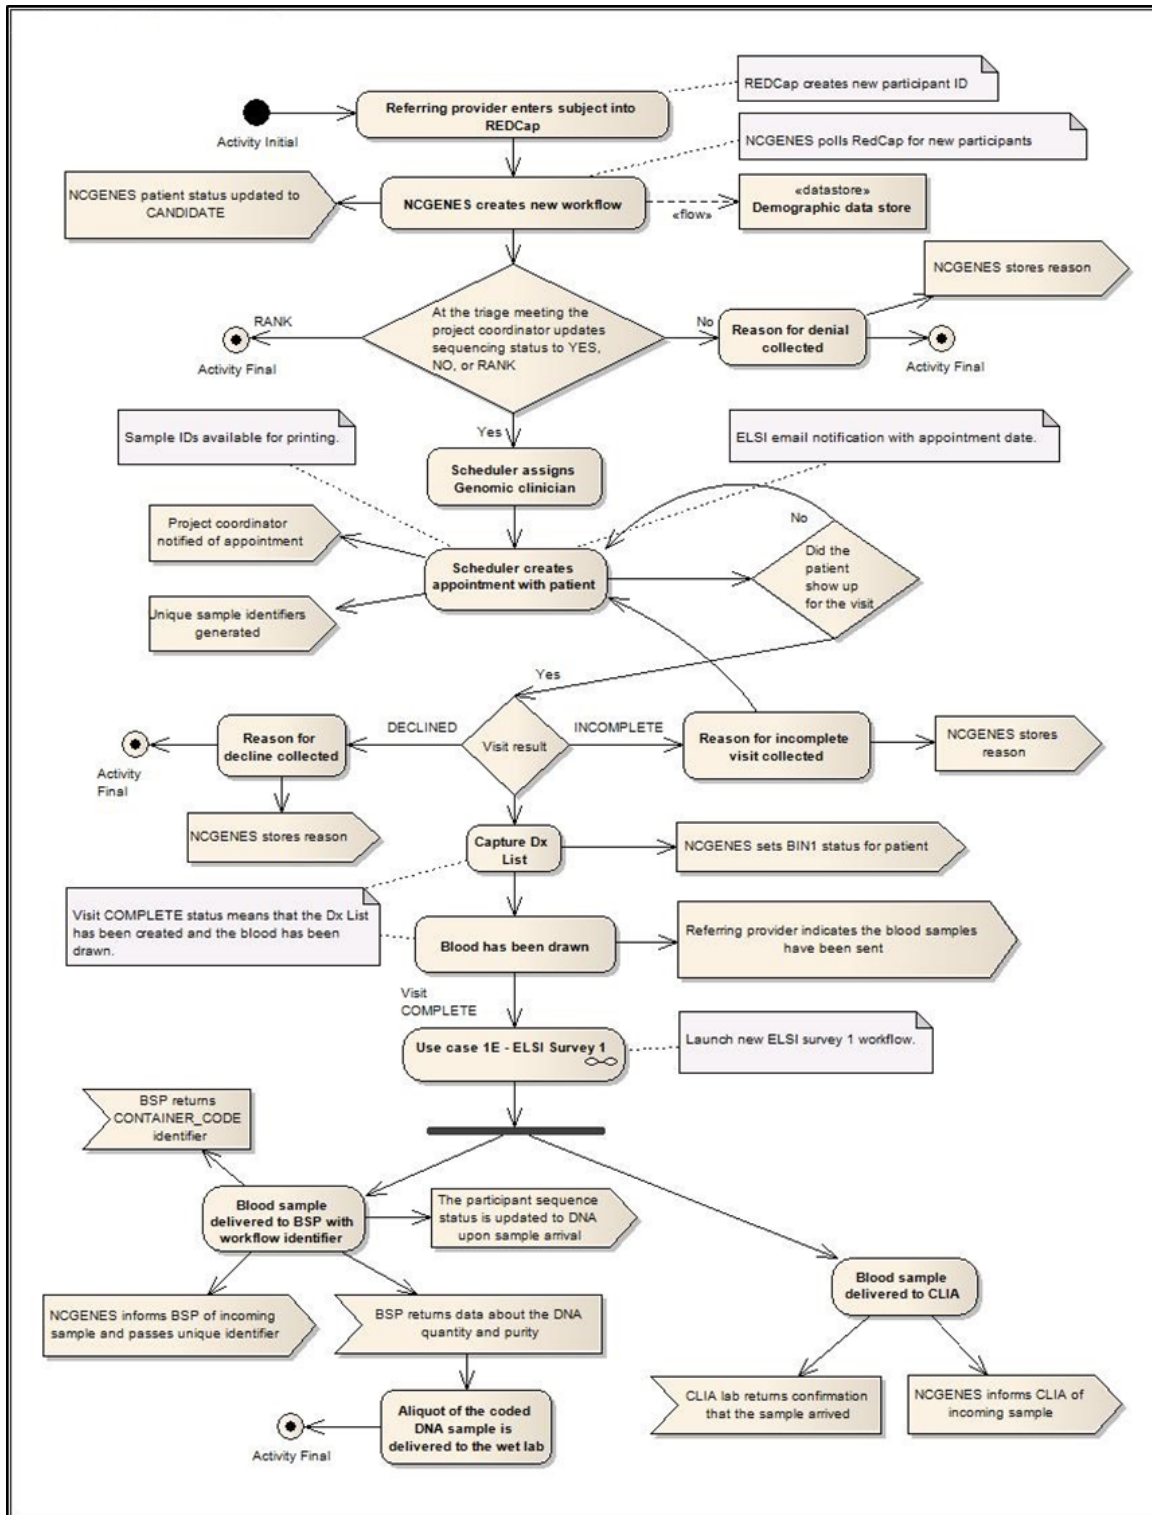 REDCap creates new participant ID
Referring provider enters subject into
REDCap
Activity Initial
NCGENES polls RedCap for new participants
NCGENES patient status updated to
CANDIDATE
NCGENES creates new workflow
«flow»
«datastore»
Demographic data store
NCGENES stores reason
At the triage meeting the
project coordinator updates
sequencing status to YES,
NO, or RANK
RANK
Activity Final
No
Reason for denial
collected
Activity Final
Sample IDs available for printing.
Yes
ELSI email notification with appointment date.
Scheduler assigns
Genomic clinician
Project coordinator
notified of appointment
No
Scheduler creates
appointment with patient
Did the
patient
show up
for the visit
Unique sample identifiers
generated
Yes
DECLINED
INCOMPLETE
Reason for
decline collected
Visit result
Reason for incomplete
visit collected
NCGENES stores
reason
Activity
Final
NCGENES stores reason
Capture Dx
List
NCGENES sets BIN1 status for patient
Visit COMPLETE status means that the Dx List
has been created and the blood has been
drawn.
Blood has been drawn
Referring provider indicates the blood samples
have been sent
Visit
COMPLETE
Use case 1E - ELSI Survey 1
Launch new ELSI survey 1 workflow.
BSP returns
CONTAINER_CODE
identifier
Blood sample
delivered to BSP with
workflow identifier
The participant sequence
status is updated to DNA
upon sample arrival
Blood sample
delivered to CLIA
NCGENES informs BSP of incoming
sample and passes unique identifier
BSP returns data about the DNA
quantity and purity
CLIA lab returns confirmation
that the sample arrived
NCGENES informs CLIA of
incoming sample
Aliquot of the coded
DNA sample is
delivered to the wet lab
Activity Final